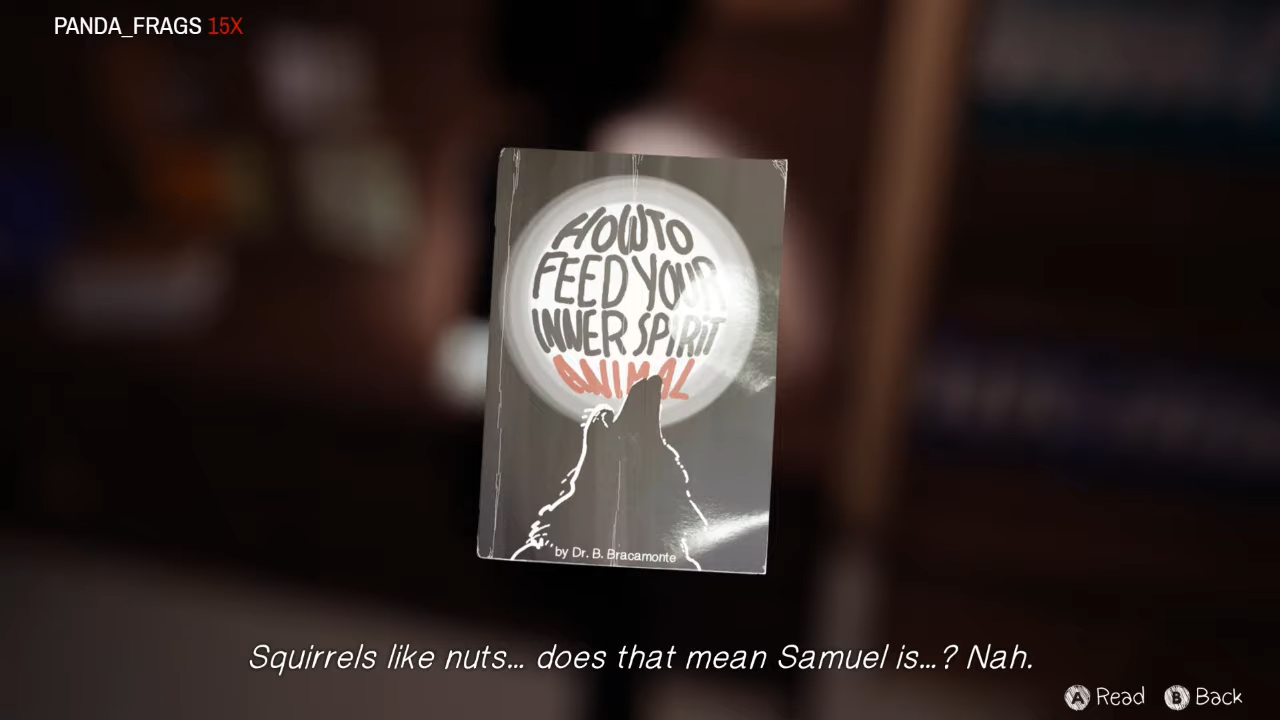 PANDA_FRAGS 15X
HOW TO
FEED YOUR
INNER SPIRIT
ANIMAL
by Dr. B. Bracamonte
Squirrels like nuts... does that mean Samuel is...? Nah.
A Read B Back